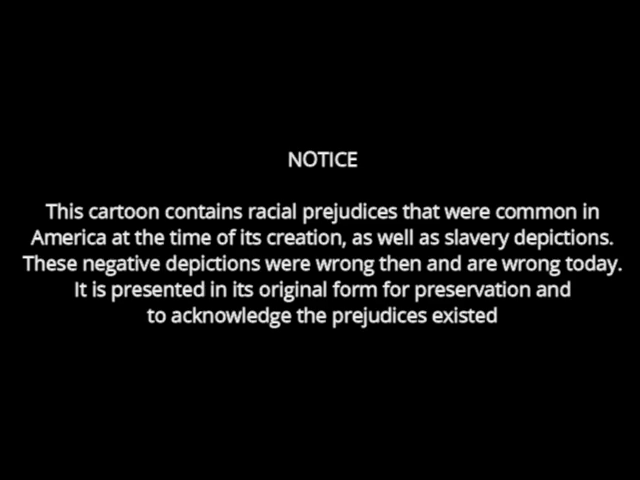 NOTICE
This cartoon contains racial prejudices that were common in
America at the time of its creation, as well as slavery depictions.
These negative depictions were wrong then and are wrong today.
It is presented in its original form for preservation and
to acknowledge the prejudices existed